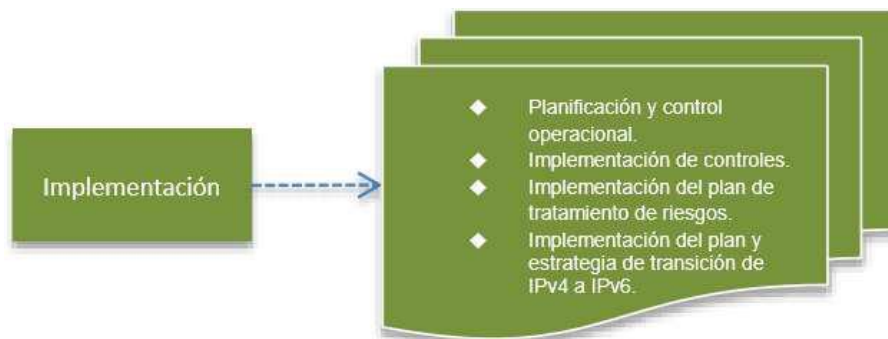 Implementación
◆ Planificación y control
operacional.
◆ Implementación de controles.
◆ Implementación del plan de
tratamiento de riesgos.
◆ Implementación del plan y
estrategia de transición de
IPv4 a IPv6.